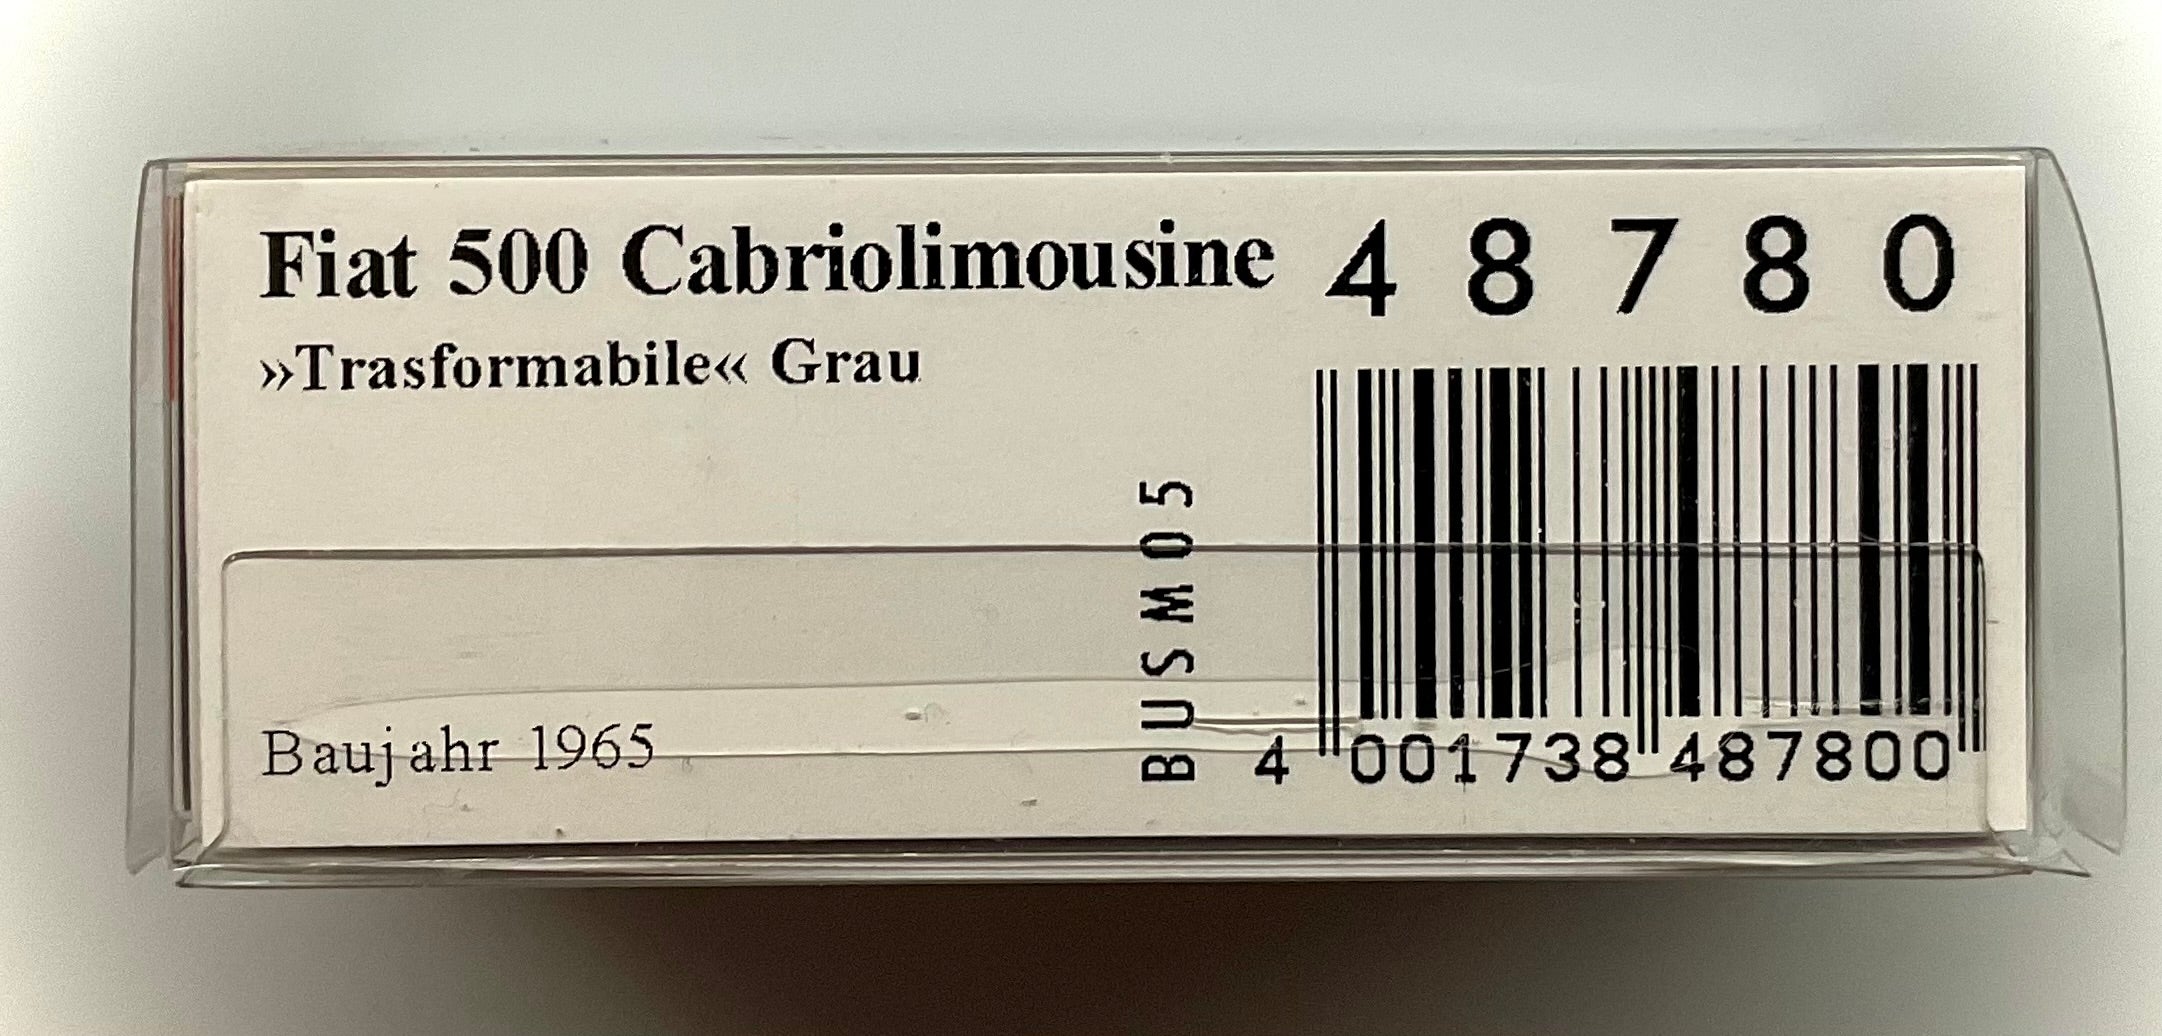 Fiat 500 Cabriolimousine
»Trasformabile« Grau
Baujahr 1965
BUSM05
48780
4 001738 487800